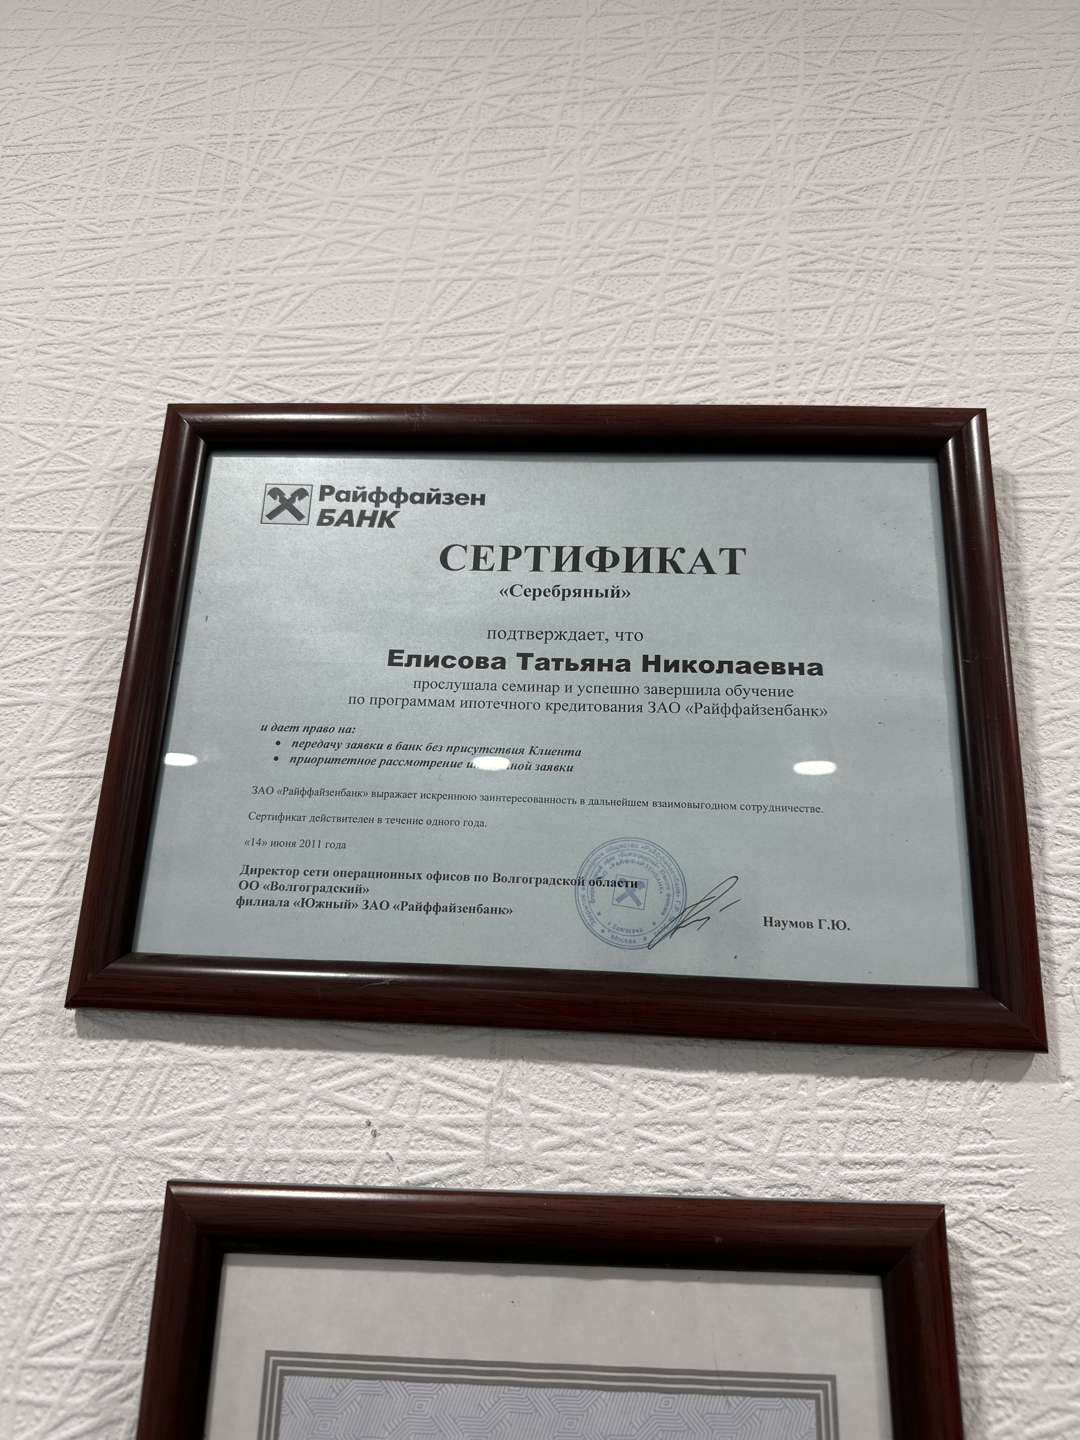 Райффайзен
БАНК
СЕРТИФИКАТ
«Серебряный»
подтверждает, что
Елисова Татьяна Николаевна
прослушала семинар и успешно завершила обучение
по программам ипотечного кредитования ЗАО «Райффайзенбанк»
и дает право на:
• передачу заявки в банк без присутствия Клиента
• приоритетное рассмотрение заявки
ЗАО «Райффайзенбанк» выражает искреннюю заинтересованность в дальнейшем взаимовыгодном сотрудничестве.
Сертификат действителен в течение одного года.
«14» июня 2011 года
Директор сети операционных офисов по Волгоградской области
ОО «Волгоградский»
филиала «Южный» ЗАО «Райффайзенбанк»
Наумов Г.Ю.